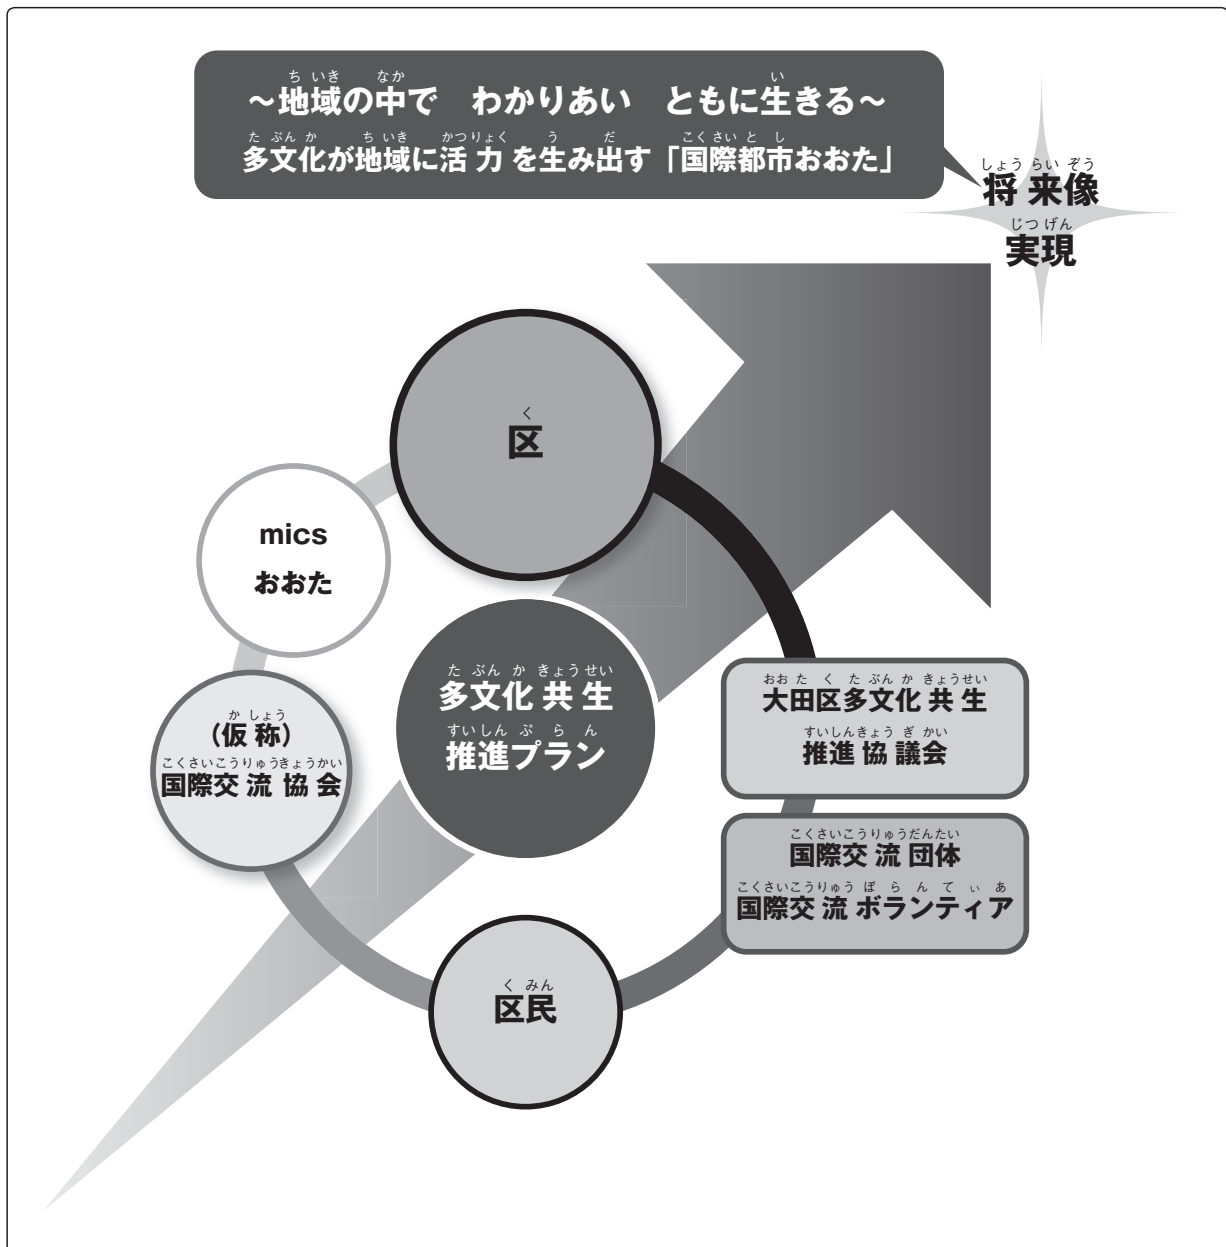 ち いき なか い
～地域の中で わかりあい ともに生きる～
た ぶん か ち いき かつりょく う だ こく さい と し
多文化が地域に活力を生み出す「国際都市おおた」
しょう らい ぞう
将来像
じつ げん
実現
く
区
mics
おおた
た ぶん か きょうせい
多文化共生
すいしん ぷ ら ん
推進プラン
おお た く た ぶん か きょうせい
大田区多文化共生
すいしんきょう ぎ かい
推進協議会
か しょう
(仮称)
こくさいこうりゅうきょうかい
国際交流協会
こくさいこうりゅうだんたい
国際交流団体
こくさいこうりゅう ぼ ら ん て ぃ あ
国際交流ボランティア
く みん
区民